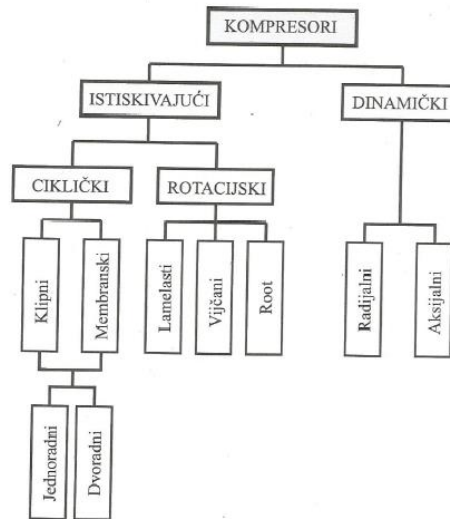 KOMPRESORI
ISTISKIVAJUĆI
DINAMIČKI
CIKLIČKI
ROTACIJSKI
Klipni
Membranski
Lamelasti
Vijčani
Root
Radijalni
Aksijalni
Jednoradni
Dvoradni